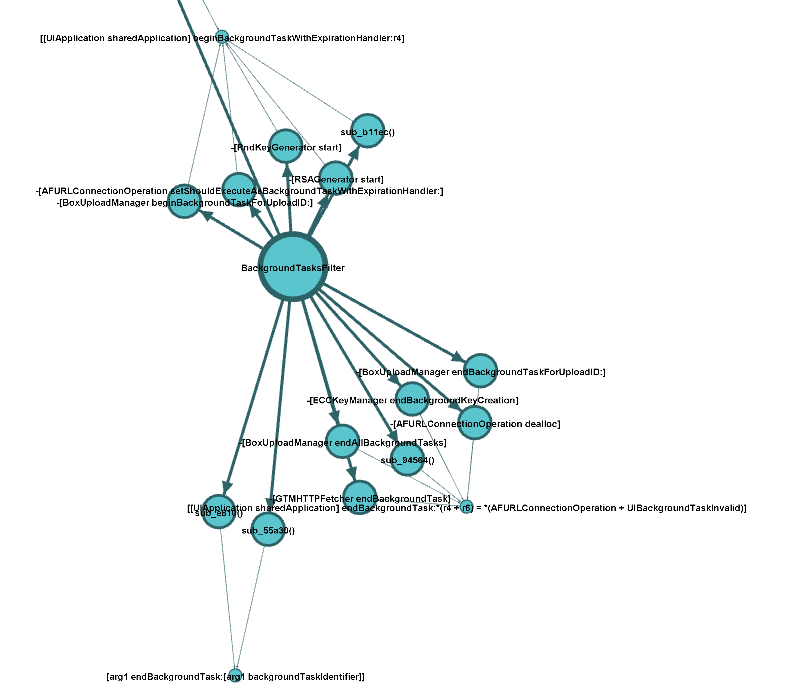 [[UIApplication sharedApplication] beginBackgroundTaskWithExpirationHandler:r4]
sub_b11ec()
-[RndKeyGenerator start]
-[RSAGenerator start]
-[AFURLConnectionOperation setShouldExecuteAsBackgroundTaskWithExpirationHandler:]
-[BoxUploadManager beginBackgroundTaskForUploadID:]
BackgroundTasksFilter
-[BoxUploadManager endBackgroundTaskForUploadID:]
-[ECCKeyManager endBackgroundKeyCreation]
-[AFURLConnectionOperation dealloc]
-[BoxUploadManager endAllBackgroundTasks]
sub_94564()
-[GTMHTTPFetcher endBackgroundTask]
[[UIApplication sharedApplication] endBackgroundTask:*(r4 + r6) = *(AFURLConnectionOperation + UIBackgroundTaskInvalid)]
sub_55a30()
[arg1 endBackgroundTask:[arg1 backgroundTaskIdentifier]]